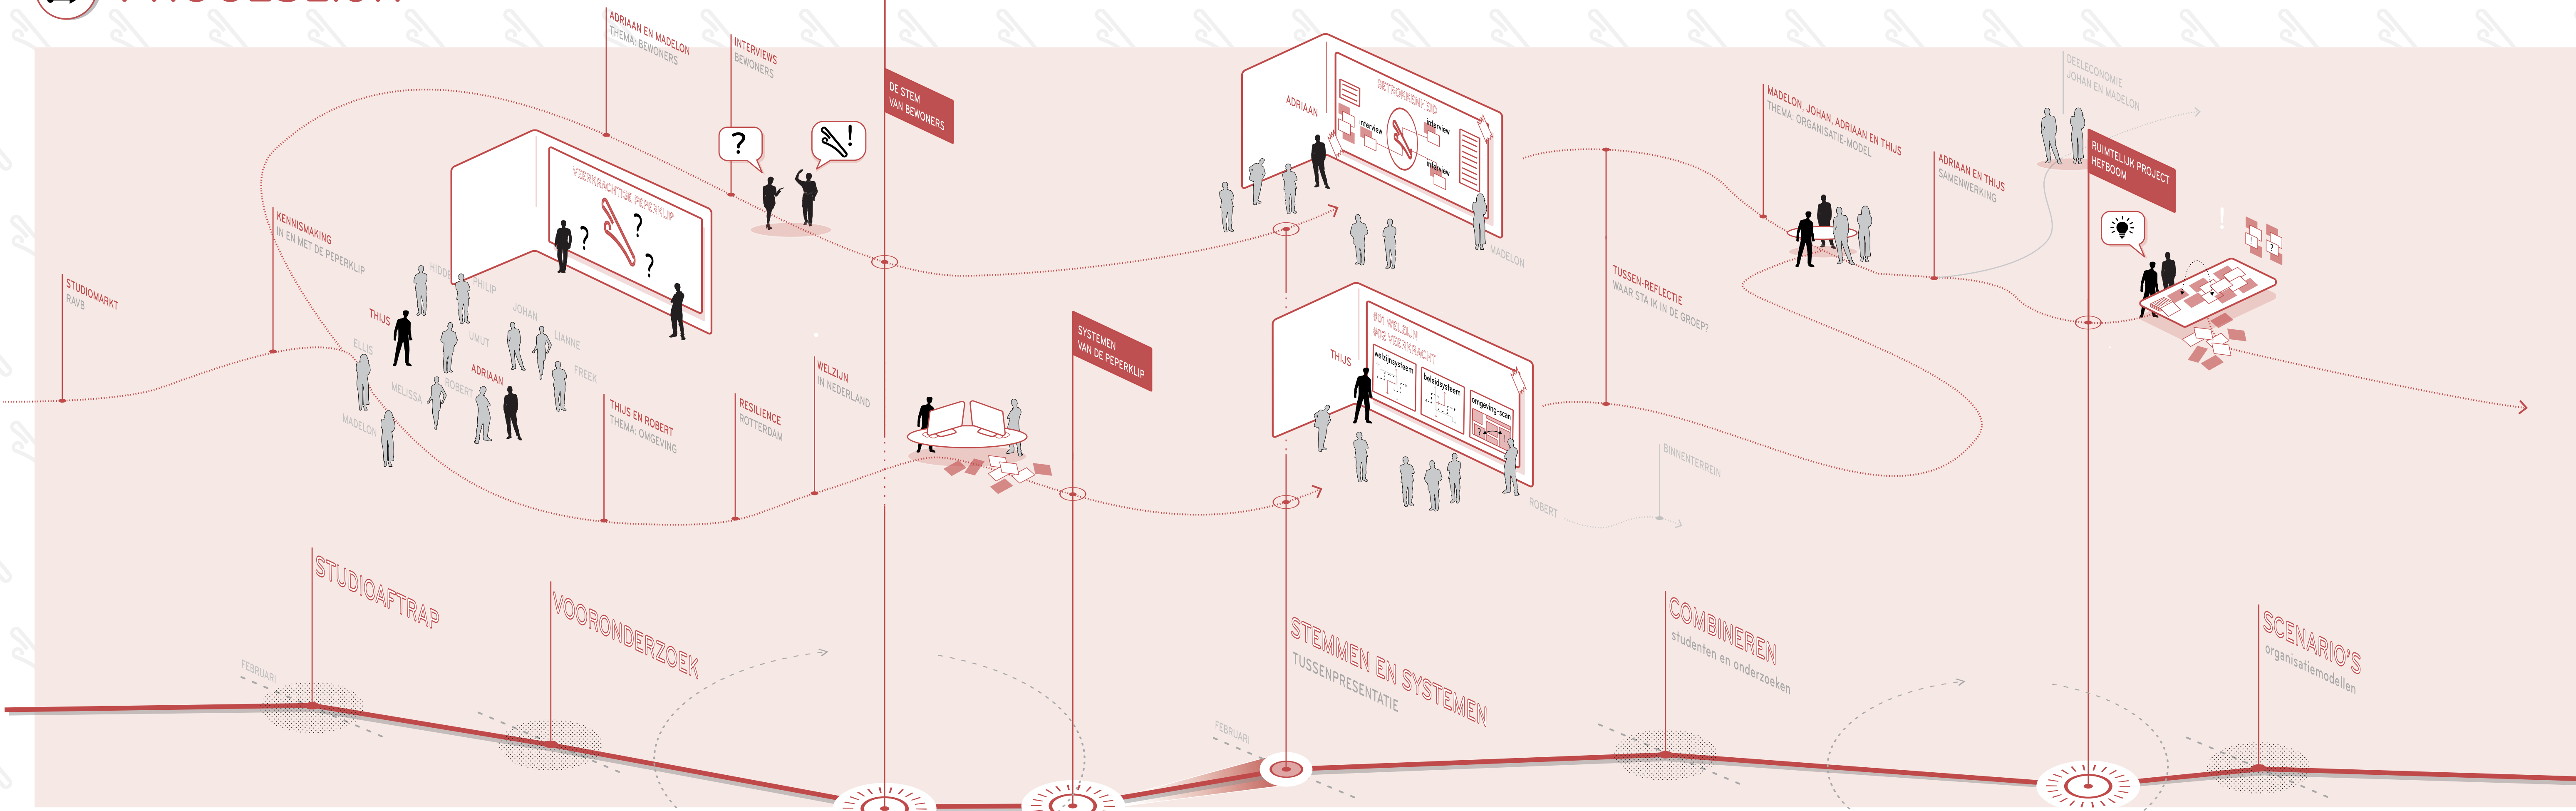 PROCESLIJN
ADRIAAN EN MADELON
THEMA: BEWONERS
INTERVIEWS
BEWONERS
DE STEM
VAN BEWONERS
?
!
VEERKRACHTIGE PEPERKLIP
?
?
?
KENNISMAKING
IN EN MET DE PEPERKLIP
STUDIOMARKT
RAVB
HIDDE
PHILIP
THIJS
JOHAN
UMUT
LIANNE
ELLIS
FREEK
ADRIAAN
MELISSA
ROBERT
MADELON
THIJS EN ROBERT
THEMA: OMGEVING
RESILIENCE
ROTTERDAM
WELZIJN
IN NEDERLAND
SYSTEMEN
VAN DE PEPERKLIP
ADRIAAN
BETROKKENHEID
interview
interview
interview
MADELON
THIJS
#01 WELZIJN
#02 VEERKRACHT
welzijnsysteem
beleidsysteem
omgeving-scan
?
!
ROBERT
BINNENTERREIN
TUSSEN-REFLECTIE
WAAR STA IK IN DE GROEP?
MADELON, JOHAN, ADRIAAN EN THIJS
THEMA: ORGANISATIE-MODEL
ADRIAAN EN THIJS
SAMENWERKING
DEELECONOMIE
JOHAN EN MADELON
RUIMTELIJK PROJECT
HEFBOOM
!
!
?
STUDIOAFTRAP
FEBRUARI
VOORONDERZOEK
STEMMEN EN SYSTEMEN
TUSSENPRESENTATIE
FEBRUARI
COMBINEREN
studenten en onderzoeken
SCENARIO'S
organisatiemodellen